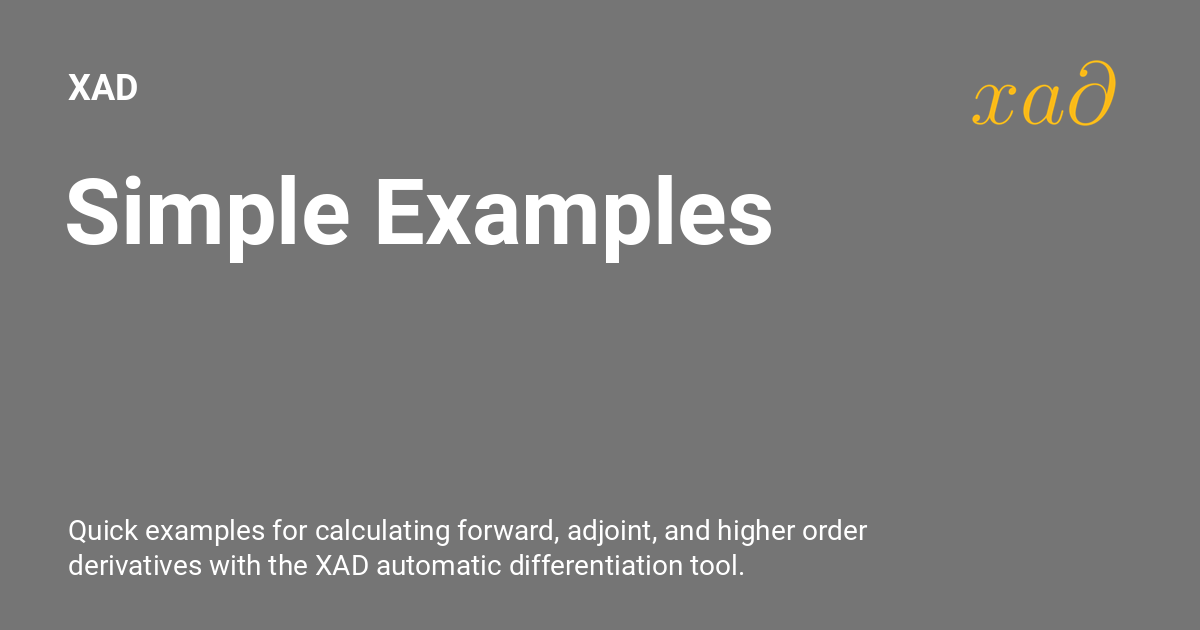 XAD
xa∂
Simple Examples
Quick examples for calculating forward, adjoint, and higher order
derivatives with the XAD automatic differentiation tool.